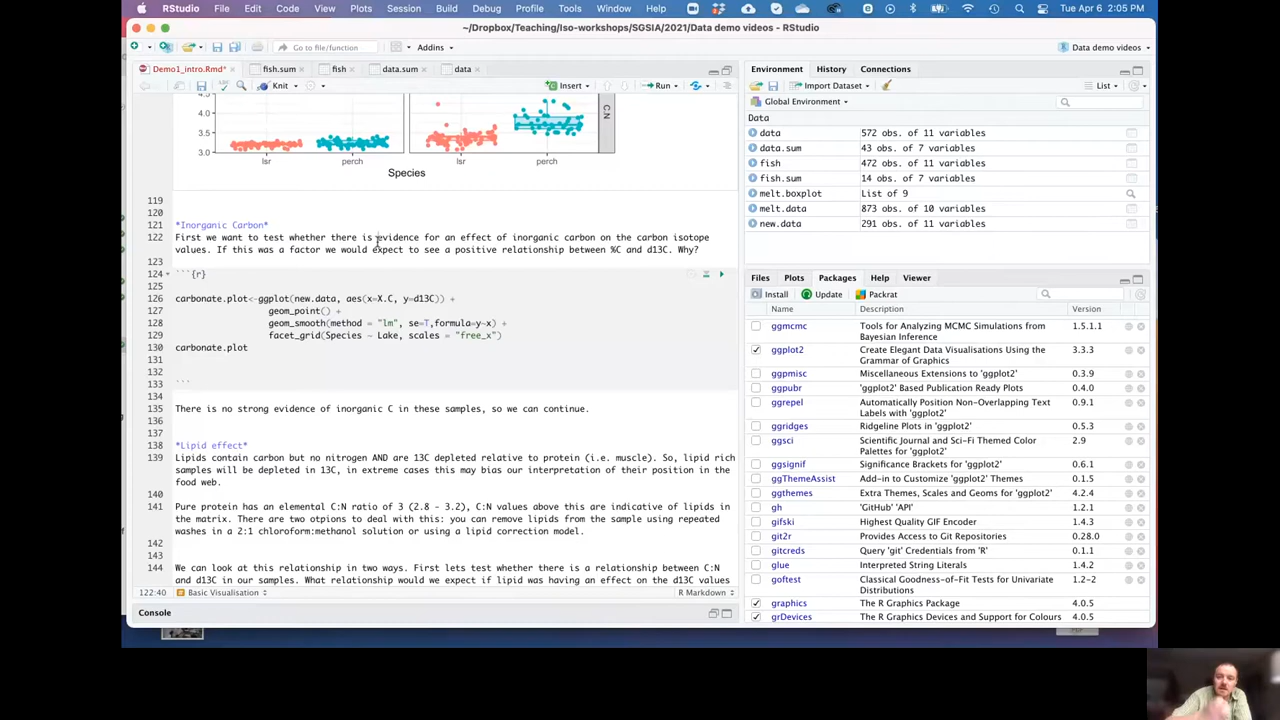 RStudio File Edit Code View Plots Session Build Debug Profile Tools Window Help Tue Apr 6 2:05 PM
~/Dropbox/Teaching/Iso-workshops/SGSIA/2021/Data demo videos - RStudio
Go to file/function Addins Data demo videos
Demo1_intro.Rmd* fish.sum fish data.sum data
Knit Insert Run
4.5
4.0
3.5
3.0
C:N
lsr perch lsr perch
Species
119
120
121 *Inorganic Carbon*
122 First we want to test whether there is evidence for an effect of inorganic carbon on the carbon isotope
values. If this was a factor we would expect to see a positive relationship between %C and d13C. Why?
123
124 ```{r}
125
126 carbonate.plot<-ggplot(new.data, aes(x=X.C, y=d13C)) +
127 geom_point() +
128 geom_smooth(method = "lm", se=T,formula=y~x) +
129 facet_grid(Species ~ Lake, scales = "free_x")
130 carbonate.plot
131
132
133 ```
134
135 There is no strong evidence of inorganic C in these samples, so we can continue.
136
137
138 *Lipid effect*
139 Lipids contain carbon but no nitrogen AND are 13C depleted relative to protein (i.e. muscle). So, lipid rich
samples will be depleted in 13C, in extreme cases this may bias our interpretation of their position in the
food web.
140
141 Pure protein has an elemental C:N ratio of 3 (2.8 - 3.2), C:N values above this are indicative of lipids in
the matrix. There are two otpions to deal with this: you can remove lipids from the sample using repeated
washes in a 2:1 chloroform:methanol solution or using a lipid correction model.
142
143
144 We can look at this relationship in two ways. First lets test whether there is a relationship between C:N
and d13C in our samples. What relationship would we expect if lipid was having an effect on the d13C values
122:40 Basic Visualisation R Markdown
Console
Environment History Connections
Import Dataset List
Global Environment
Data
data 572 obs. of 11 variables
data.sum 43 obs. of 7 variables
fish 472 obs. of 11 variables
fish.sum 14 obs. of 7 variables
melt.boxplot List of 9
melt.data 873 obs. of 10 variables
new.data 291 obs. of 11 variables
Files Plots Packages Help Viewer
Install Update Packrat
Name Description Version
ggmcmc Tools for Analyzing MCMC Simulations from 1.5.1.1
Bayesian Inference
ggplot2 Create Elegant Data Visualisations Using the 3.3.3
Grammar of Graphics
ggpmisc Miscellaneous Extensions to 'ggplot2' 0.3.9
ggpubr 'ggplot2' Based Publication Ready Plots 0.4.0
ggrepel Automatically Position Non-Overlapping Text 0.9.1
Labels with 'ggplot2'
ggridges Ridgeline Plots in 'ggplot2' 0.5.3
ggsci Scientific Journal and Sci-Fi Themed Color 2.9
Palettes for 'ggplot2'
ggsignif Significance Brackets for 'ggplot2' 0.6.1
ggThemeAssist Add-in to Customize 'ggplot2' Themes 0.1.5
ggthemes Extra Themes, Scales and Geoms for 'ggplot2' 4.2.4
gh 'GitHub' 'API' 1.2.0
gifski Highest Quality GIF Encoder 1.4.3
git2r Provides Access to Git Repositories 0.28.0
gitcreds Query 'git' Credentials from 'R' 0.1.1
glue Interpreted String Literals 1.4.2
goftest Classical Goodness-of-Fit Tests for Univariate 1.2-2
Distributions
graphics The R Graphics Package 4.0.5
grDevices The R Graphics Devices and Support for Colours 4.0.5